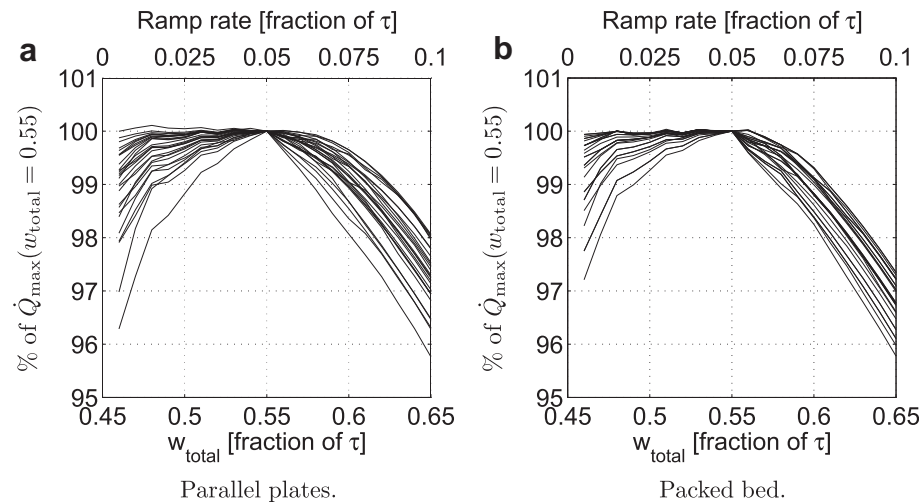 a
Ramp rate [fraction of τ]
0 0.025 0.05 0.075 0.1
101
100
99
98
97
96
95
% of Q̇max(wtotal = 0.55)
0.45 0.5 0.55 0.6 0.65
wtotal [fraction of τ]
Parallel plates.
b
Ramp rate [fraction of τ]
0 0.025 0.05 0.075 0.1
101
100
99
98
97
96
95
% of Q̇max(wtotal = 0.55)
0.45 0.5 0.55 0.6 0.65
wtotal [fraction of τ]
Packed bed.